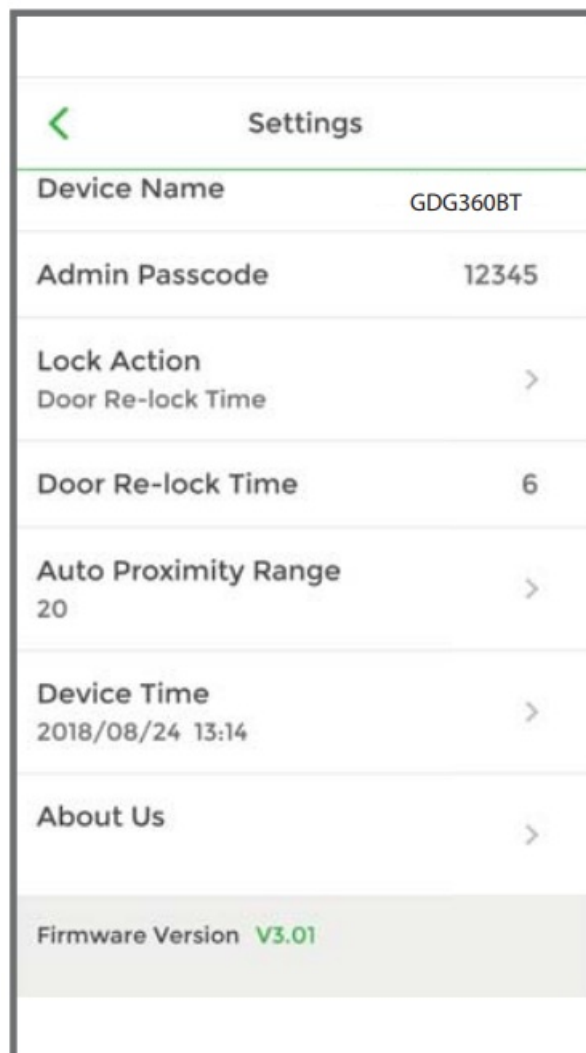 Settings
Device Name GDG360BT
Admin Passcode 12345
Lock Action
Door Re-lock Time
Door Re-lock Time 6
Auto Proximity Range
20
Device Time
2018/08/24 13:14
About Us
Firmware Version V3.01